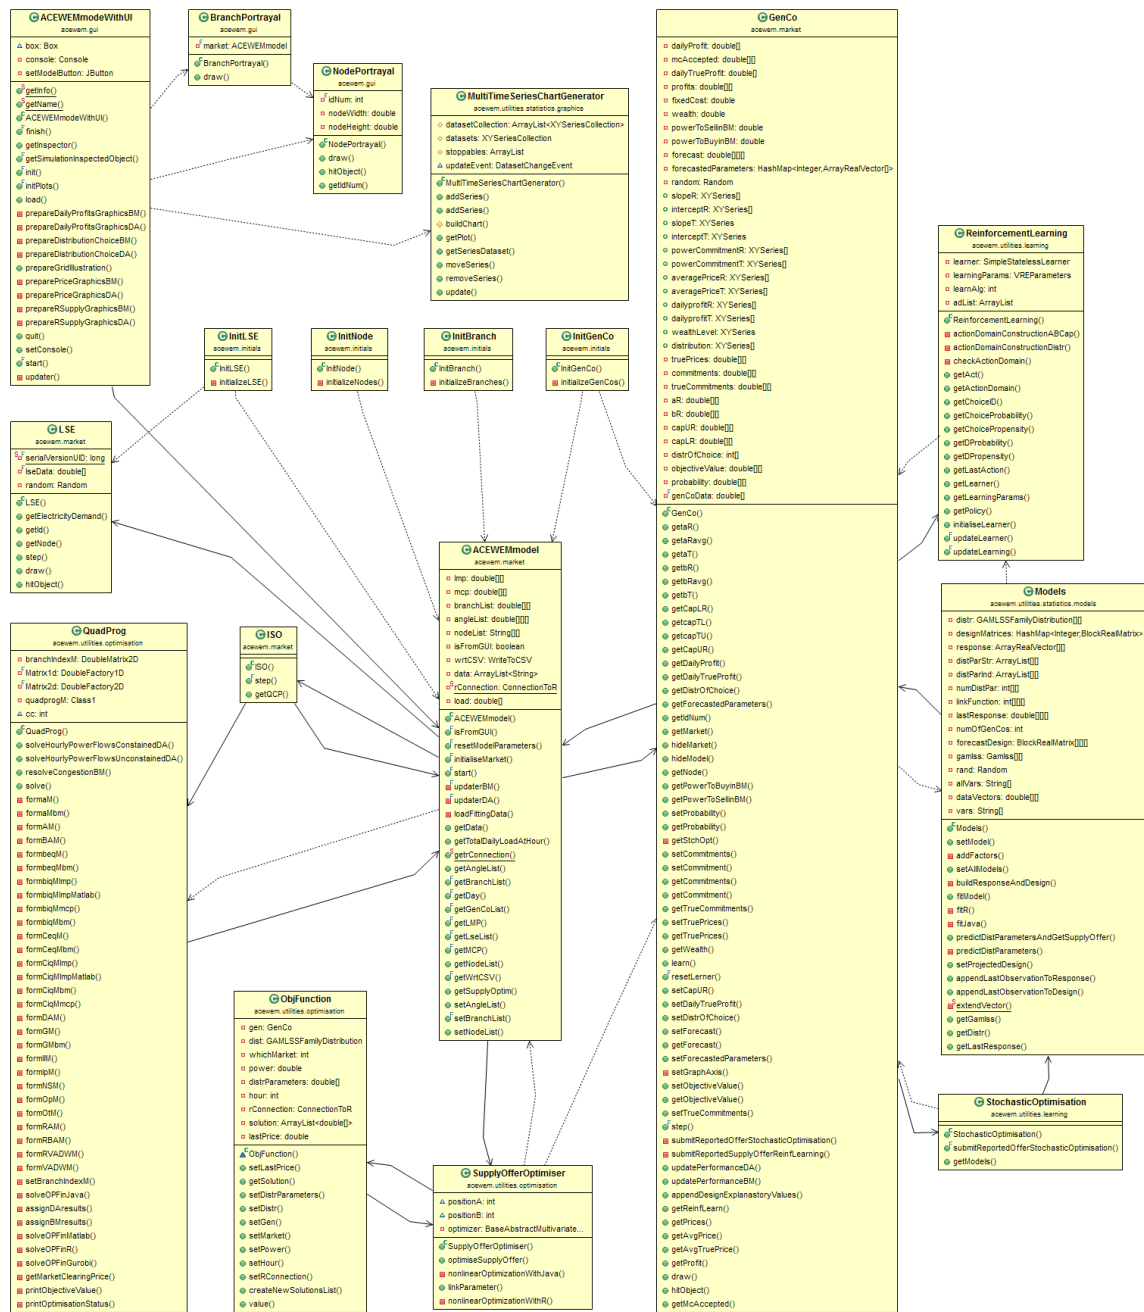 ACEWEMmodeWithUI
acewem.gui
box: Box
console: Console
setModelButton: JButton
getInfo()
getName()
ACEWEMmodeWithUI()
finish()
getInspector()
getSimulationInspectedObject()
init()
initPlots()
load()
prepareDailyProfitsGraphicsBM()
prepareDailyProfitsGraphicsDA()
prepareDistributionChoiceBM()
prepareDistributionChoiceDA()
prepareGridIllustration()
preparePriceGraphicsBM()
preparePriceGraphicsDA()
prepareRSupplyGraphicsBM()
prepareRSupplyGraphicsDA()
quit()
setConsole()
start()
updater()
BranchPortrayal
acewem.gui
market: ACEWEMmodel
BranchPortrayal()
draw()
NodePortrayal
acewem.gui
idNum: int
nodeWidth: double
nodeHeight: double
NodePortrayal()
draw()
hitObject()
getIdNum()
MultiTimeSeriesChartGenerator
acewem.utilities.statistics.graphics
datasetCollection: ArrayList<XYSeriesCollection>
datasets: XYSeriesCollection
stoppables: ArrayList
updateEvent: DatasetChangeEvent
MultiTimeSeriesChartGenerator()
addSeries()
addSeries()
buildChart()
getPlot()
getSeriesDataset()
moveSeries()
removeSeries()
update()
GenCo
acewem.market
dailyProfit: double[]
mcAccepted: double[][]
dailyTrueProfit: double[]
profits: double[][]
fixedCost: double
wealth: double
powerToSellinBM: double
powerToBuyinBM: double
forecast: double[][][]
forecastedParameters: HashMap<Integer,ArrayRealVector[]>
random: Random
slopeR: XYSeries[]
interceptR: XYSeries[]
slopeT: XYSeries
interceptT: XYSeries
powerCommitmentR: XYSeries[]
powerCommitmentT: XYSeries[]
averagePriceR: XYSeries[]
averagePriceT: XYSeries[]
dailyprofitR: XYSeries[]
dailyprofitT: XYSeries[]
wealthLevel: XYSeries
distribution: XYSeries[]
truePrices: double[][]
commitments: double[][]
trueCommitments: double[][]
aR: double[][]
bR: double[][]
capUR: double[][]
capLR: double[][]
distrOfChoice: int[]
objectiveValue: double[][]
probability: double[][]
genCoData: double[]
GenCo()
getaR()
getaRavg()
getaT()
getbR()
getbRavg()
getbT()
getCapLR()
getcapTL()
getcapTU()
getCapUR()
getDailyProfit()
getDailyTrueProfit()
getDistrOfChoice()
getForecastedParameters()
getIdNum()
getMarket()
hideMarket()
hideModel()
getNode()
getPowerToBuyinBM()
getPowerToSellinBM()
setProbability()
getProbability()
getStchOpt()
setCommitments()
setCommitment()
getCommitments()
getCommitment()
getTrueCommitments()
setTruePrices()
getTruePrices()
getWealth()
learn()
resetLerner()
setCapUR()
setDailyTrueProfit()
setDistrOfChoice()
setForecast()
getForecast()
setForecastedParameters()
setGraphAxis()
setObjectiveValue()
getObjectiveValue()
setTrueCommitments()
step()
submitReportedOfferStochasticOptimisation()
submitReportedSupplyOfferReinfLearning()
updatePerformanceDA()
updatePerformanceBM()
appendDesignExplanastoryValues()
getReinfLearn()
getPrices()
getAvgPrice()
getAvgTruePrice()
getProfit()
draw()
hitObject()
getMcAccepted()
ReinforcementLearning
acewem.utilities.learning
learner: SimpleStatelessLearner
learningParams: VREParameters
learnAlg: int
adList: ArrayList
ReinforcementLearning()
actionDomainConstructionABCap()
actionDomainConstructionDistr()
checkActionDomain()
getAct()
getActionDomain()
getChoiceID()
getChoiceProbability()
getChoicePropensity()
getDProbability()
getDPropensity()
getLastAction()
getLearner()
getLearningParams()
getPolicy()
initialiseLearner()
updateLearner()
updateLearning()
InitLSE
acewem.initials
InitLSE()
initializeLSE()
InitNode
acewem.initials
InitNode()
initializeNodes()
InitBranch
acewem.initials
InitBranch()
initializeBranches()
InitGenCo
acewem.initials
InitGenCo()
initializeGenCos()
LSE
acewem.market
serialVersionUID: long
lseData: double[]
random: Random
LSE()
getElectricityDemand()
getId()
getNode()
step()
draw()
hitObject()
ACEWEMmodel
acewem.market
lmp: double[][]
mcp: double[][]
branchList: double[][]
angleList: double[][][]
nodeList: String[][]
isFromGUI: boolean
wrtCSV: WriteToCSV
data: ArrayList<String>
rConnection: ConnectionToR
load: double[]
ACEWEMmodel()
isFromGUI()
resetModelParameters()
initialiseMarket()
start()
updaterBM()
updaterDA()
loadFittingData()
getData()
getTotalDailyLoadAtHour()
getrConnection()
getAngleList()
getBranchList()
getDay()
getGenCoList()
getLMP()
getLseList()
getMCP()
getNodeList()
getWrtCSV()
getSupplyOptim()
setAngleList()
setBranchList()
setNodeList()
Models
acewem.utilities.statistics.models
distr: GAMLSSFamilyDistribution[][]
designMatrices: HashMap<Integer,BlockRealMatrix>
response: ArrayRealVector[][]
distParStr: ArrayList[][]
distParInd: ArrayList[][]
numDistPar: int[][]
linkFunction: int[][][]
lastResponse: double[][][]
numOfGenCos: int
forecastDesign: BlockRealMatrix[][][]
gamlss: Gamlss[][]
rand: Random
allVars: String[]
dataVectors: double[][]
vars: String[]
Models()
setModel()
addFactors()
setAllModels()
buildResponseAndDesign()
fitModel()
fitR()
fitJava()
predictDistParametersAndGetSupplyOffer()
predictDistParameters()
setProjectedDesign()
appendLastObservationToResponse()
appendLastObservationToDesign()
extendVector()
getGamlss()
getDistr()
getLastResponse()
QuadProg
acewem.utilities.optimisation
branchIndexM: DoubleMatrix2D
Matrix1d: DoubleFactory1D
Matrix2d: DoubleFactory2D
quadprogM: Class1
cc: int
QuadProg()
solveHourlyPowerFlowsConstainedDA()
solveHourlyPowerFlowsUnconstainedDA()
resolveCongestionBM()
solve()
formaM()
formaMbm()
formAM()
formBAM()
formbeqM()
formbeqMbm()
formbiqMlmp()
formbiqMlmpMatlab()
formbiqMmcp()
formbiqMbm()
formCeqM()
formCeqMbm()
formCiqMlmp()
formCiqMlmpMatlab()
formCiqMbm()
formCiqMmcp()
formDAM()
formGM()
formGMbm()
formIIM()
formIpM()
formNSM()
formOpM()
formOtM()
formRAM()
formRBAM()
formRVADWM()
formVADWM()
setBranchIndexM()
solveOPFinJava()
assignDAresults()
assignBMresults()
solveOPFinMatlab()
solveOPFinR()
solveOPFinGurobi()
getMarketClearingPrice()
printObjectiveValue()
printOptimisationStatus()
ISO
acewem.market
ISO()
step()
getQCP()
ObjFunction
acewem.utilities.optimisation
gen: GenCo
dist: GAMLSSFamilyDistribution
whichMarket: int
power: double
distrParameters: double[]
hour: int
rConnection: ConnectionToR
solution: ArrayList<double[]>
lastPrice: double
ObjFunction()
setLastPrice()
getSolution()
setDistrParameters()
setDistr()
setGen()
setMarket()
setPower()
setHour()
setRConnection()
createNewSolutionsList()
value()
SupplyOfferOptimiser
acewem.utilities.optimisation
positionA: int
positionB: int
optimizer: BaseAbstractMultivariate...
SupplyOfferOptimiser()
optimiseSupplyOffer()
nonlinearOptimizationWithJava()
linkParameter()
nonlinearOptimizationWithR()
StochasticOptimisation
acewem.utilities.learning
StochasticOptimisation()
submitReportedOfferStochasticOptimisation()
getModels()